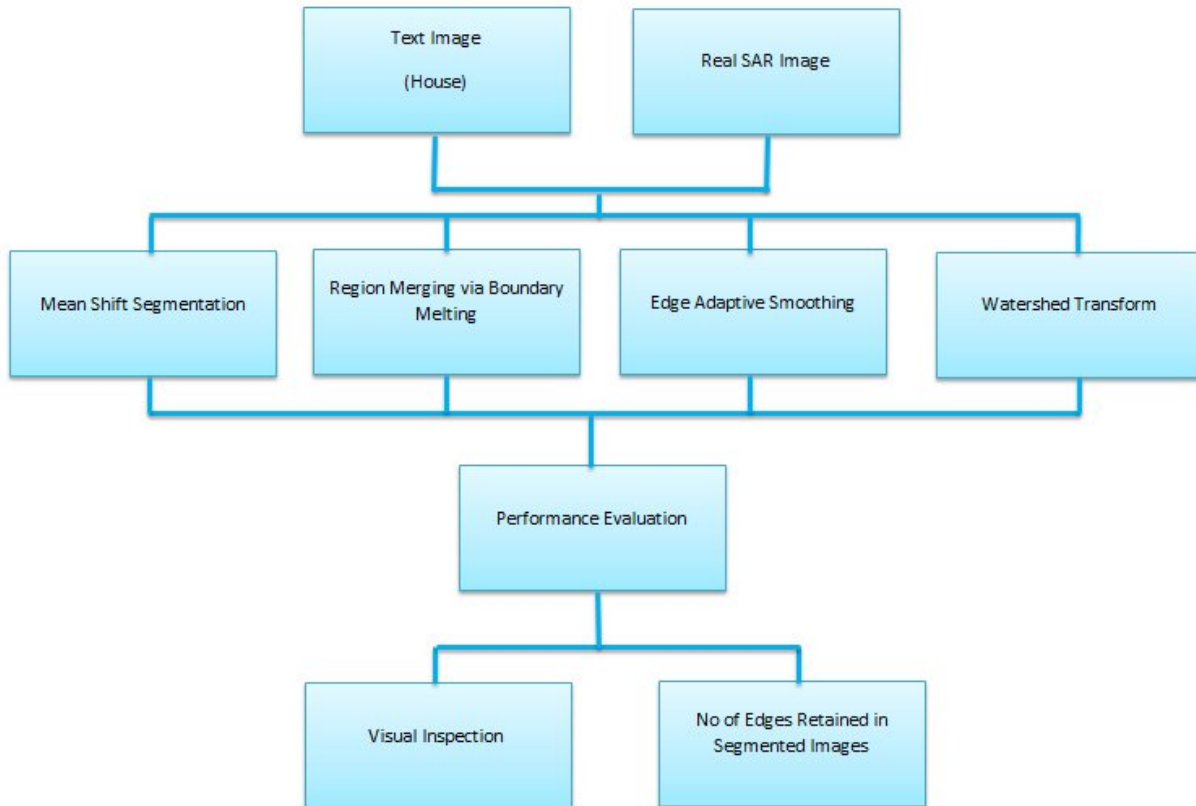 Text Image
(House)
Real SAR Image
Mean Shift Segmentation
Region Merging via Boundary
Melting
Edge Adaptive Smoothing
Watershed Transform
Performance Evaluation
Visual Inspection
No of Edges Retained in
Segmented Images